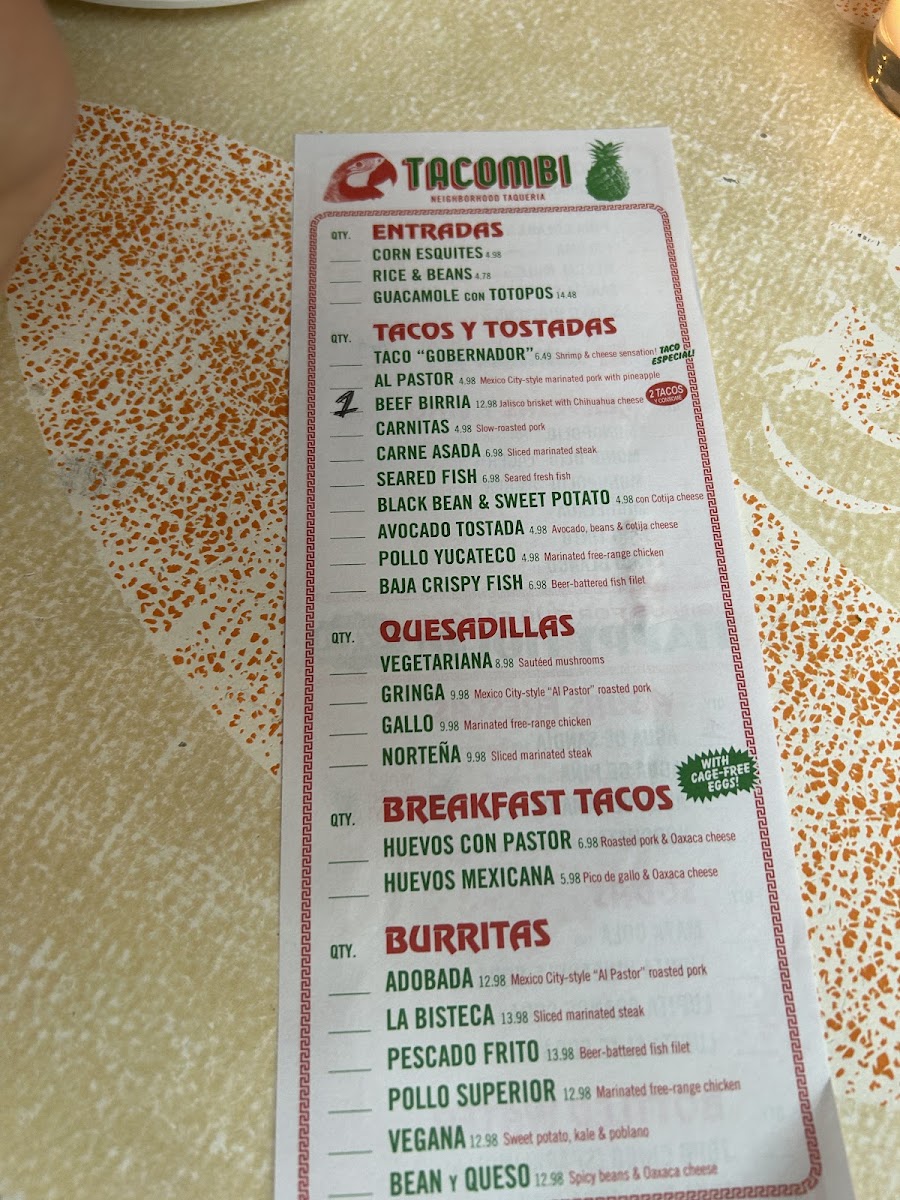 TACOMBI
NEIGHBORHOOD TAQUERIA
QTY. ENTRADAS
CORN ESQUITES 4.98
RICE & BEANS 4.78
GUACAMOLE CON TOTOPOS 14.48
QTY. TACOS Y TOSTADAS
TACO “GOBERNADOR” 6.49 Shrimp & cheese sensation! TACO ESPECIAL!
AL PASTOR 4.98 Mexico City-style marinated pork with pineapple
1 BEEF BIRRIA 12.98 Jalisco brisket with Chihuahua cheese 2 TACOS Y CONSOMÉ
CARNITAS 4.98 Slow-roasted pork
CARNE ASADA 6.98 Sliced marinated steak
SEARED FISH 6.98 Seared fresh fish
BLACK BEAN & SWEET POTATO 4.98 con Cotija cheese
AVOCADO TOSTADA 4.98 Avocado, beans & cotija cheese
POLLO YUCATECO 4.98 Marinated free-range chicken
BAJA CRISPY FISH 6.98 Beer-battered fish filet
QTY. QUESADILLAS
VEGETARIANA 8.98 Sautéed mushrooms
GRINGA 9.98 Mexico City-style “Al Pastor” roasted pork
GALLO 9.98 Marinated free-range chicken
NORTEÑA 9.98 Sliced marinated steak
WITH CAGE-FREE EGGS!
QTY. BREAKFAST TACOS
HUEVOS CON PASTOR 6.98 Roasted pork & Oaxaca cheese
HUEVOS MEXICANA 5.98 Pico de gallo & Oaxaca cheese
QTY. BURRITAS
ADOBADA 12.98 Mexico City-style “Al Pastor” roasted pork
LA BISTECA 13.98 Sliced marinated steak
PESCADO FRITO 13.98 Beer-battered fish filet
POLLO SUPERIOR 12.98 Marinated free-range chicken
VEGANA 12.98 Sweet potato, kale & poblano
BEAN Y QUESO 12.98 Spicy beans & Oaxaca cheese